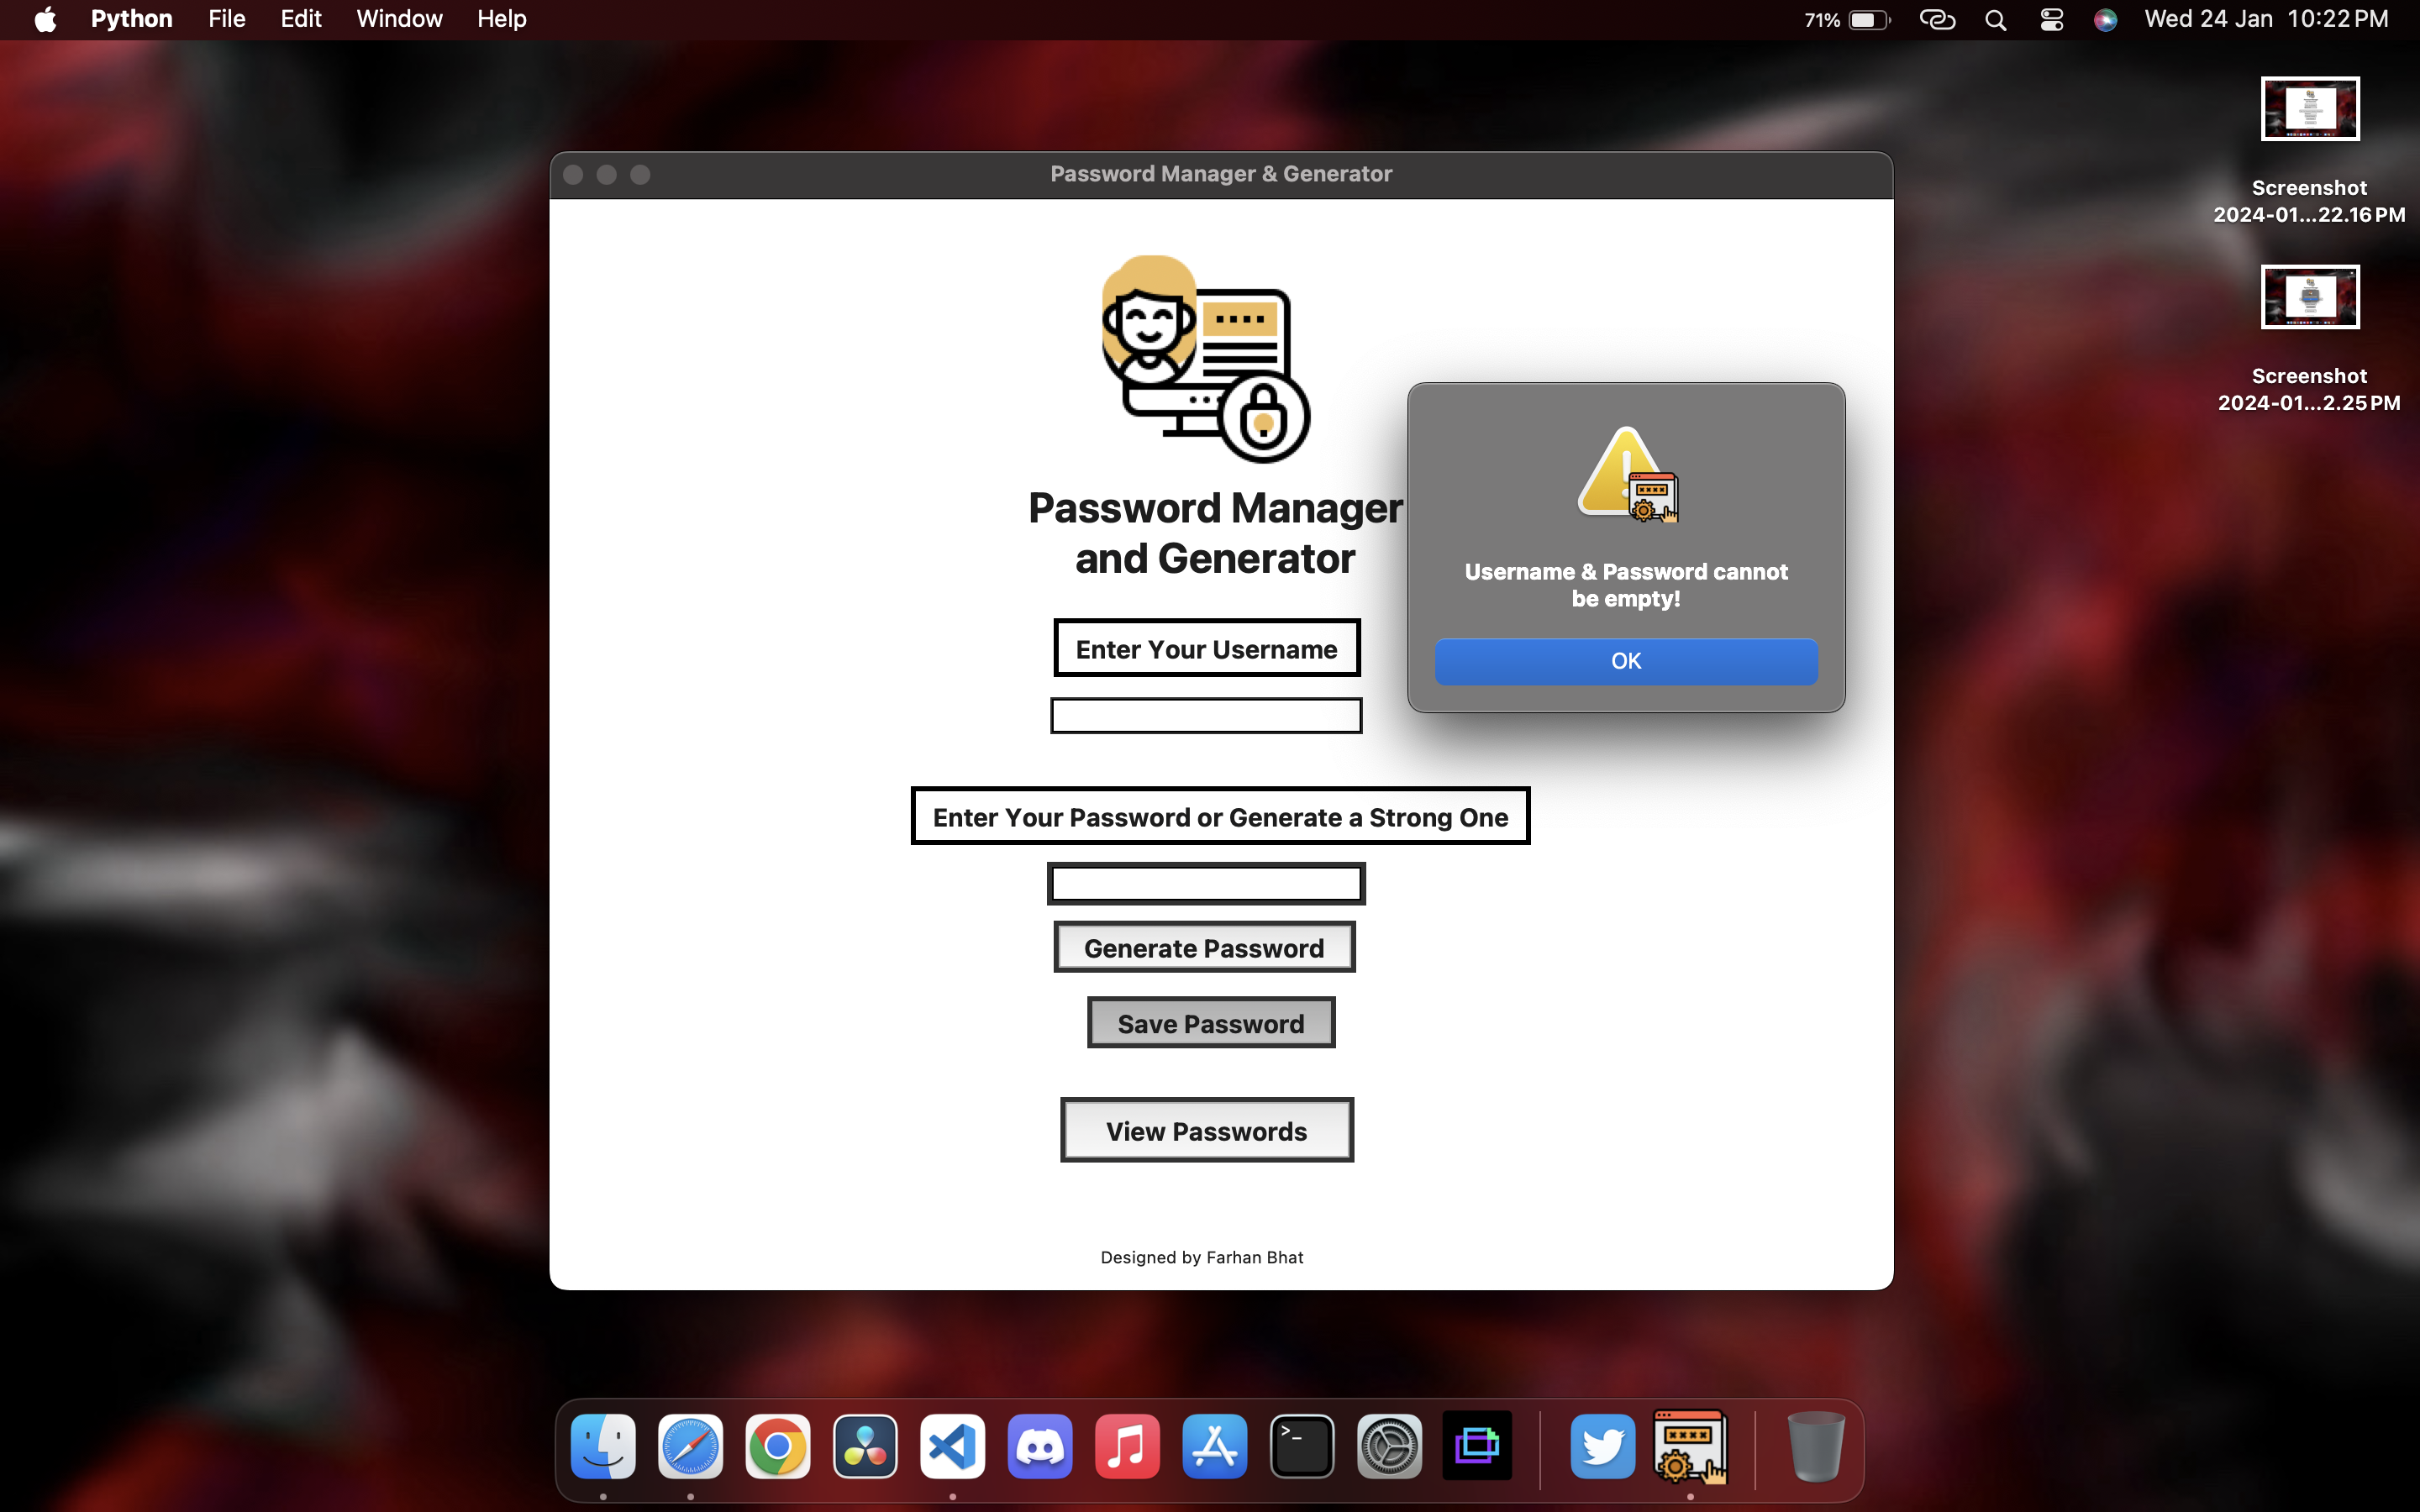 Python File Edit Window Help 71% Wed 24 Jan 10:22 PM
Screenshot
2024-01...22.16 PM
Screenshot
2024-01...2.25 PM
Password Manager & Generator
Password Manager
and Generator
Username & Password cannot
be empty!
OK
Enter Your Username
Enter Your Password or Generate a Strong One
Generate Password
Save Password
View Passwords
Designed by Farhan Bhat